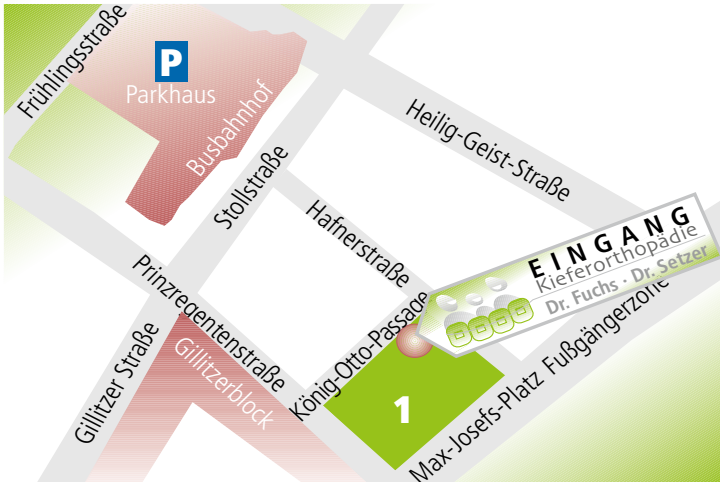 Frühlingsstraße
P
Parkhaus
Busbahnhof
Heilig-Geist-Straße
Stollstraße
Hafnerstraße
EINGANG
Kieferorthopädie
Dr. Fuchs · Dr. Setzer
Prinzregentenstraße
Gillitzer Straße
Gillitzerblock
König-Otto-Passage
1
Max-Josefs-Platz Fußgängerzone